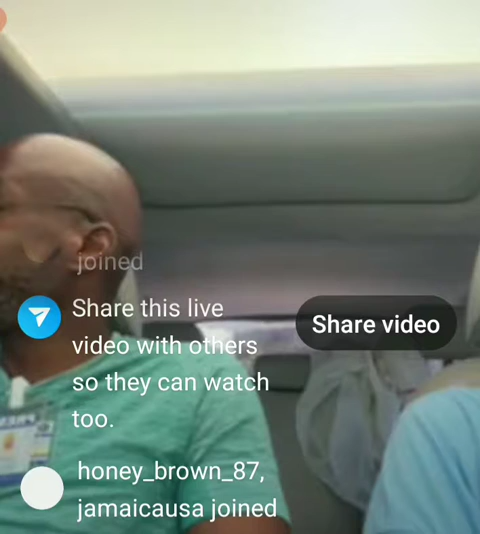 joined
Share this live
video with others
so they can watch
too.
Share video
honey_brown_87,
jamaicausa joined